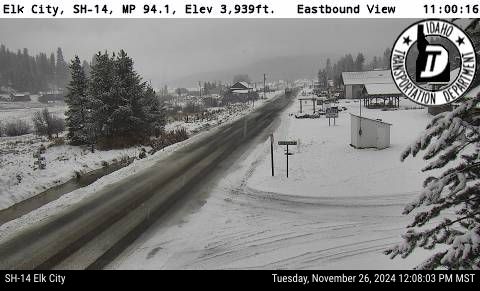 Elk City, SH-14, MP 94.1, Elev 3,939ft. Eastbound View 11:00:16
IDAHO
TRANSPORTATION DEPARTMENT
SH-14 Elk City Tuesday, November 26, 2024 12:08:03 PM MST